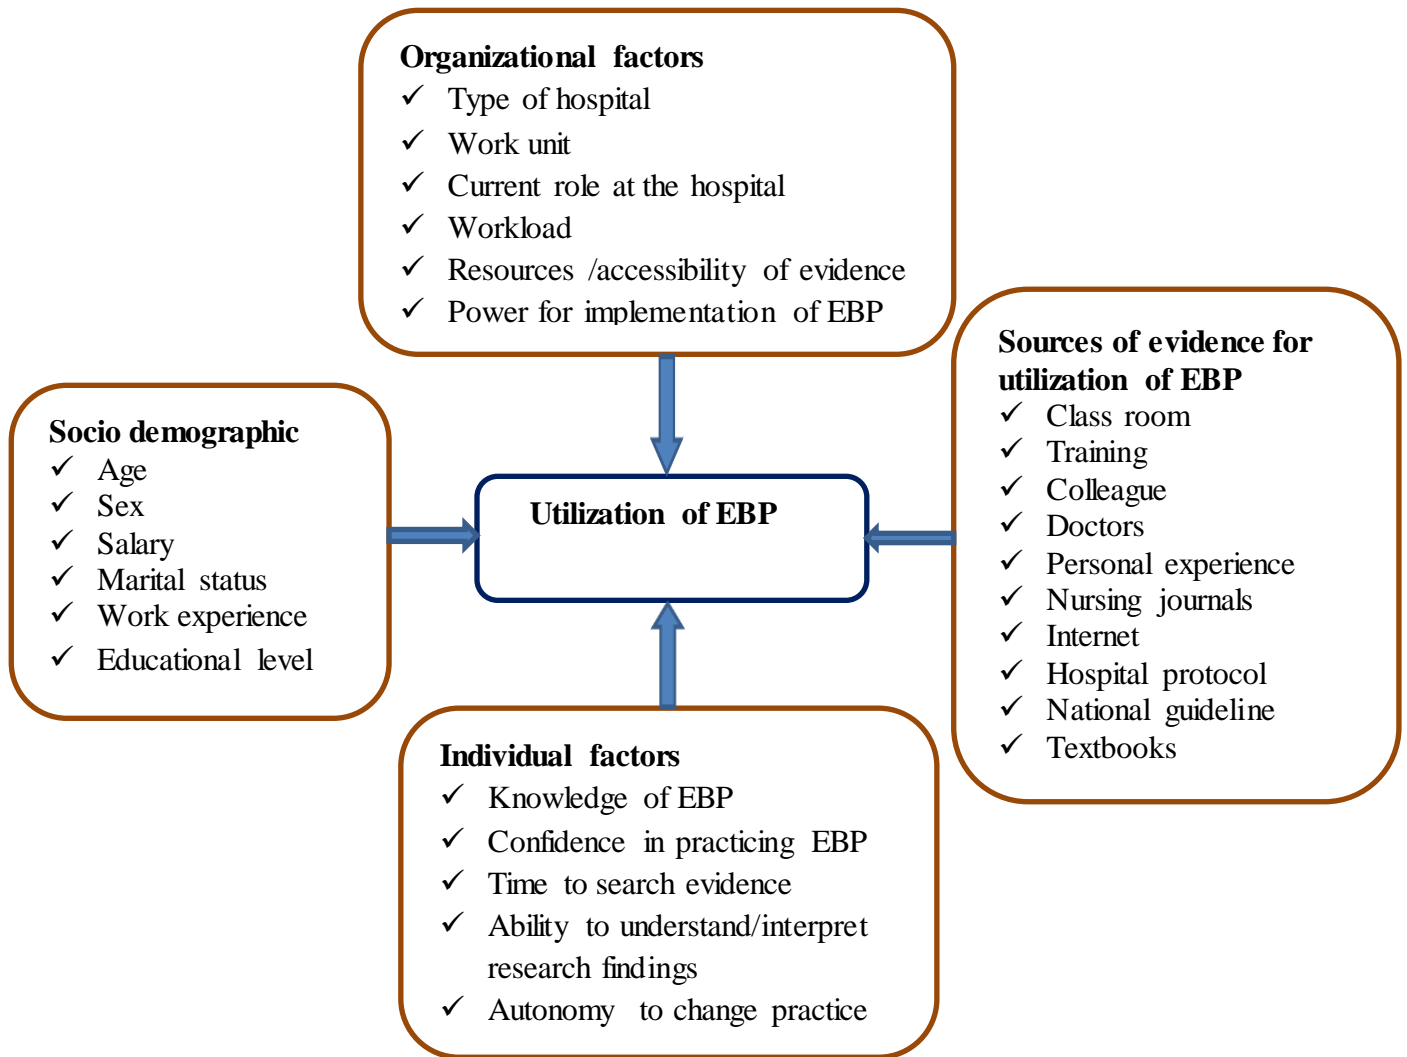 Organizational factors
✓ Type of hospital
✓ Work unit
✓ Current role at the hospital
✓ Workload
✓ Resources /accessibility of evidence
✓ Power for implementation of EBP
Socio demographic
✓ Age
✓ Sex
✓ Salary
✓ Marital status
✓ Work experience
✓ Educational level
Utilization of EBP
Sources of evidence for
utilization of EBP
✓ Class room
✓ Training
✓ Colleague
✓ Doctors
✓ Personal experience
✓ Nursing journals
✓ Internet
✓ Hospital protocol
✓ National guideline
✓ Textbooks
Individual factors
✓ Knowledge of EBP
✓ Confidence in practicing EBP
✓ Time to search evidence
✓ Ability to understand/interpret
research findings
✓ Autonomy to change practice